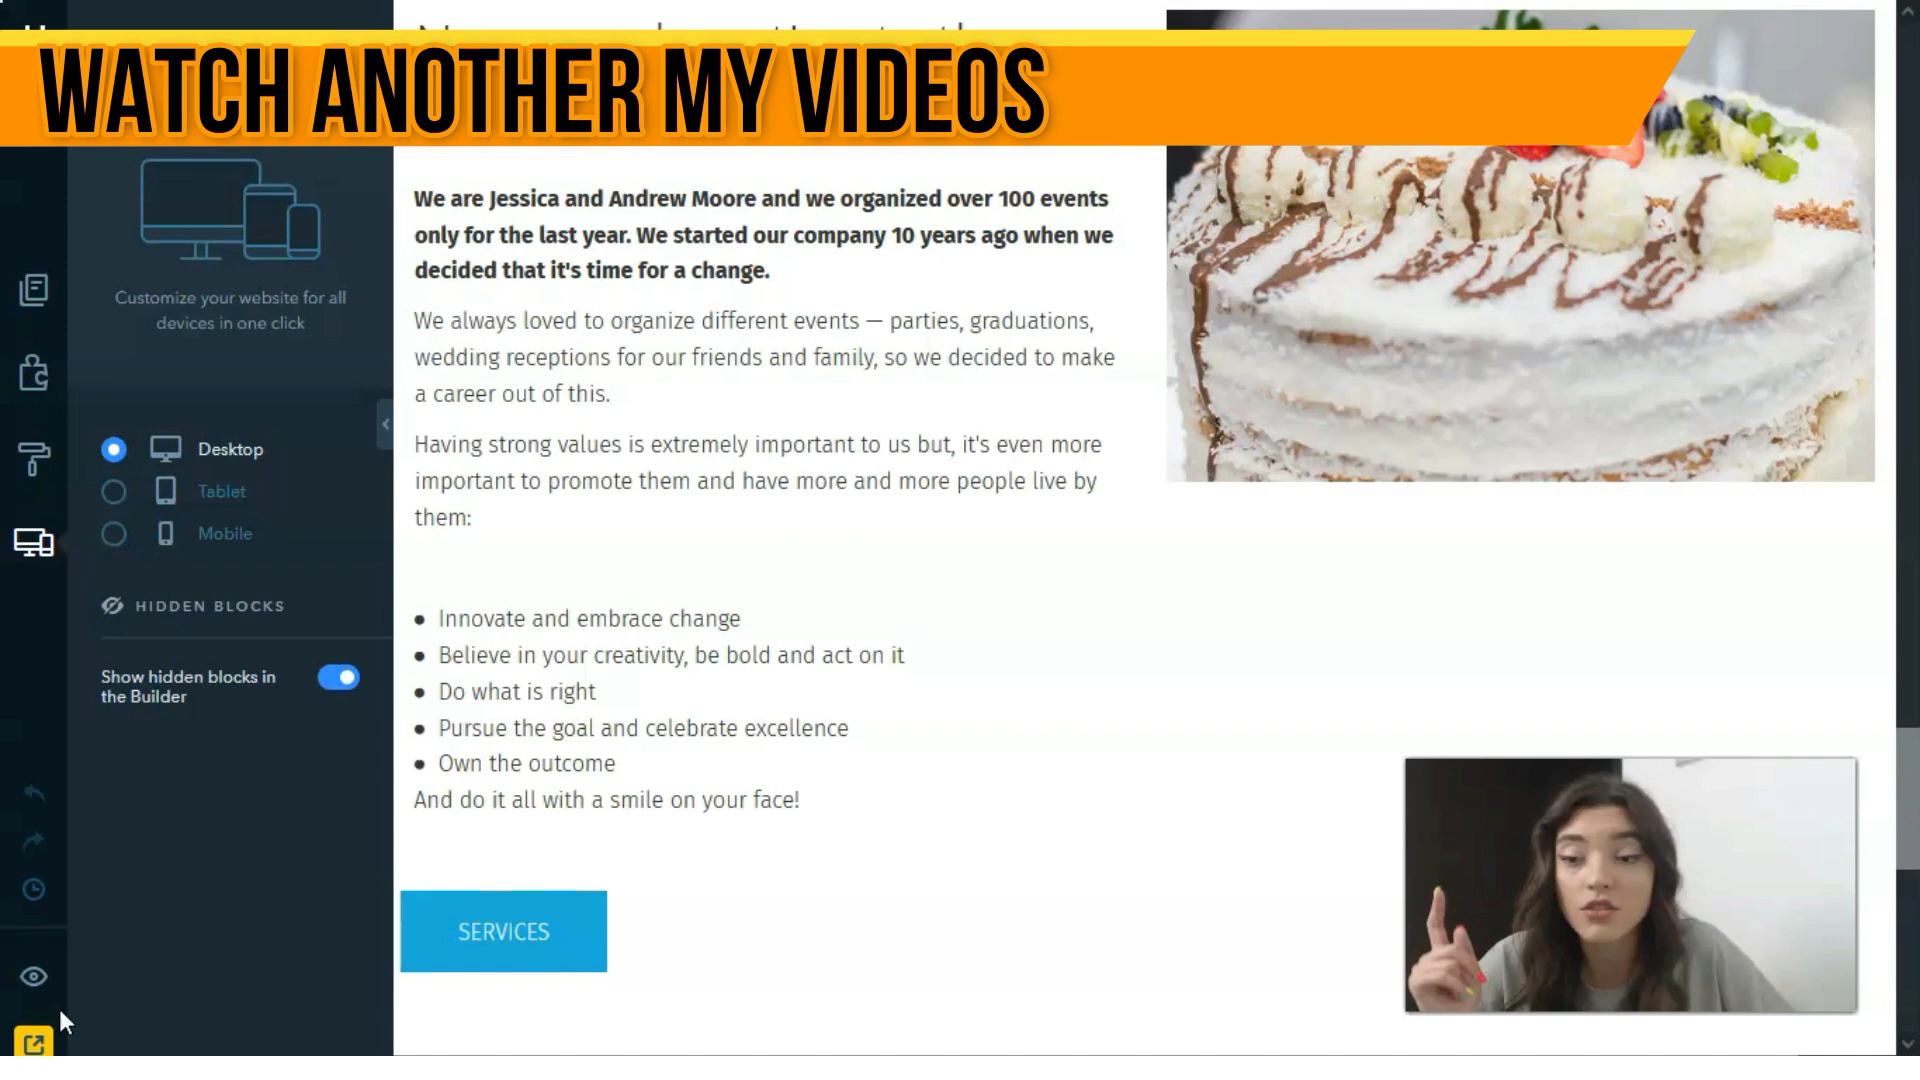 WATCH ANOTHER MY VIDEOS
Customize your website for all
devices in one click
Desktop
Tablet
Mobile
HIDDEN BLOCKS
Show hidden blocks in
the Builder
We are Jessica and Andrew Moore and we organized over 100 events
only for the last year. We started our company 10 years ago when we
decided that it's time for a change.
We always loved to organize different events — parties, graduations,
wedding receptions for our friends and family, so we decided to make
a career out of this.
Having strong values is extremely important to us but, it's even more
important to promote them and have more and more people live by
them:
● Innovate and embrace change
● Believe in your creativity, be bold and act on it
● Do what is right
● Pursue the goal and celebrate excellence
● Own the outcome
And do it all with a smile on your face!
SERVICES